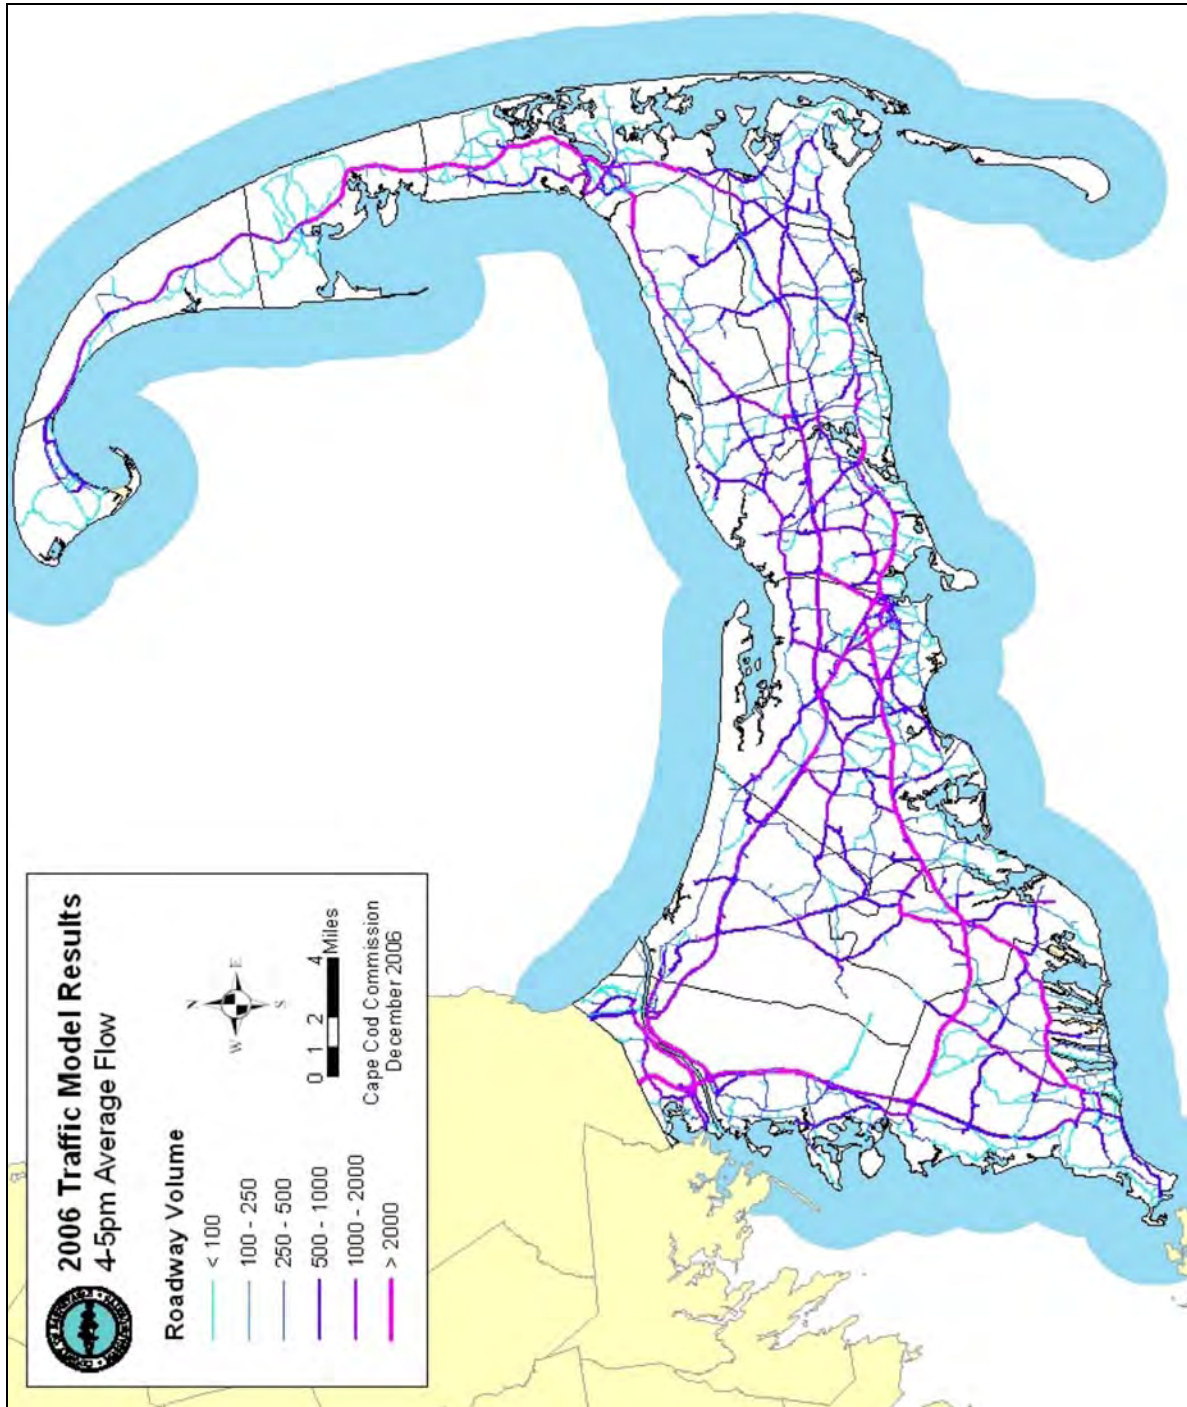 2006 Traffic Model Results
4-5pm Average Flow
Roadway Volume
< 100
100 - 250
250 - 500
500 - 1000
1000 - 2000
> 2000
N
W E
S
0 1 2 4
Miles
Cape Cod Commission
December 2006